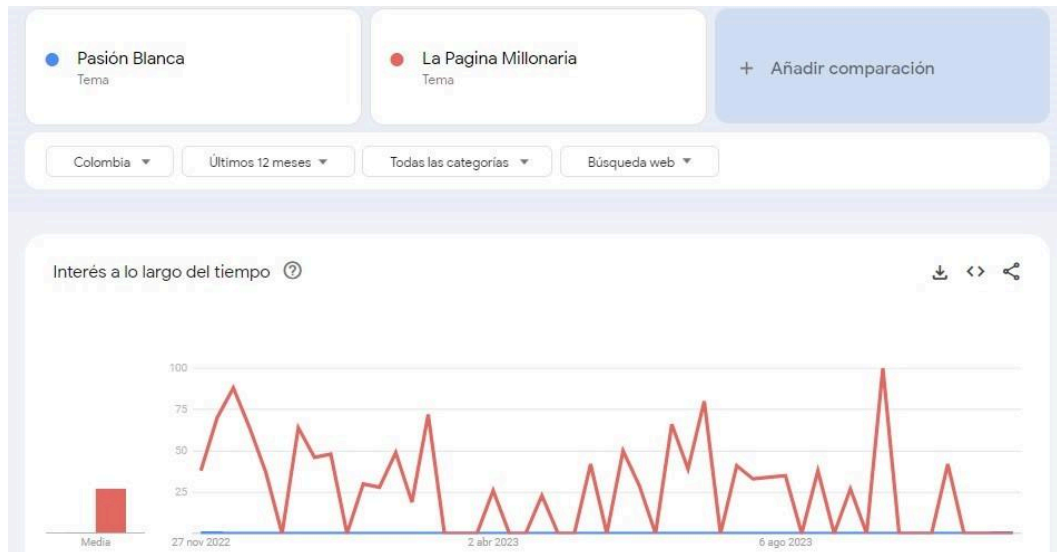 Pasión Blanca
Tema
La Pagina Millonaria
Tema
+ Añadir comparación
Colombia
Últimos 12 meses
Todas las categorías
Búsqueda web
Interés a lo largo del tiempo
100
75
50
25
Media
27 nov 2022
2 abr 2023
6 ago 2023